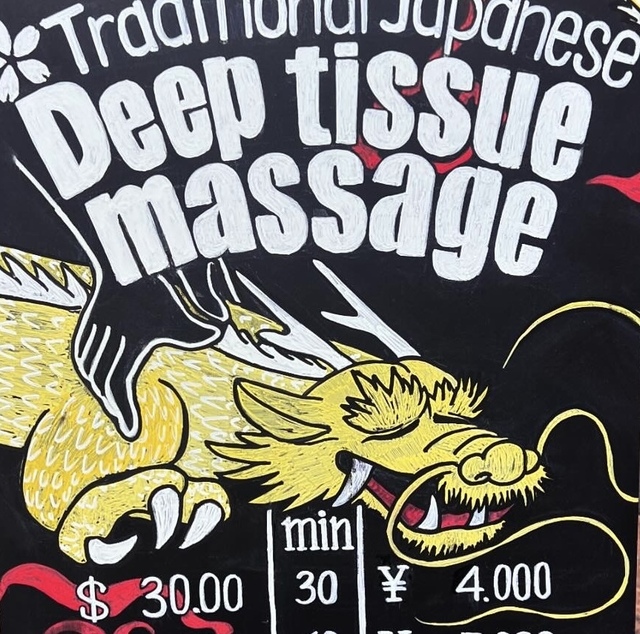 Traditional Japanese
Deep tissue
massage
min
$ 30.00 30 ¥ 4.000